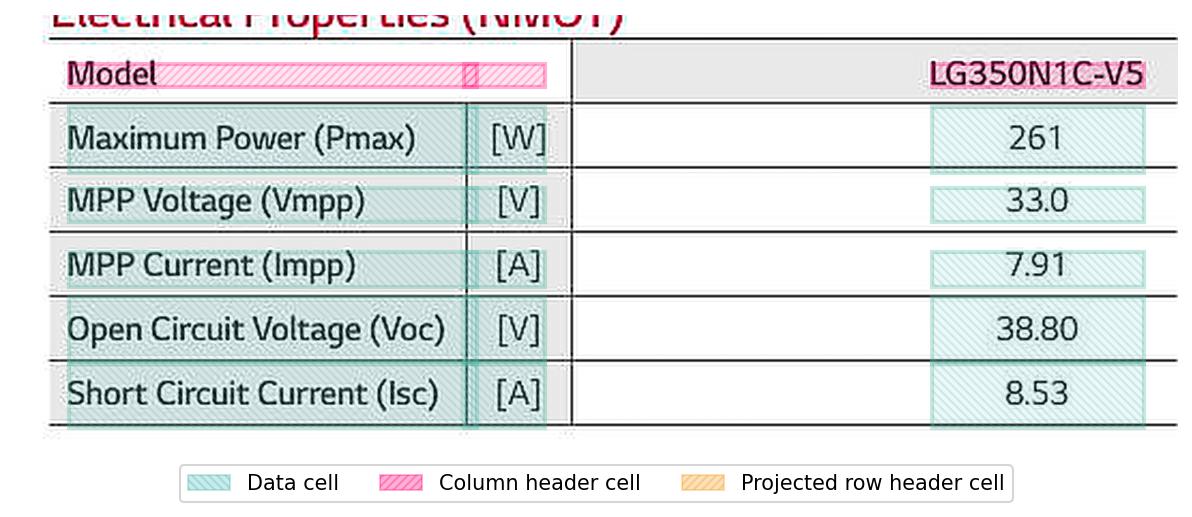 Electrical Properties (NMOT)
Model LG350N1C-V5
Maximum Power (Pmax) [W] 261
MPP Voltage (Vmpp) [V] 33.0
MPP Current (Impp) [A] 7.91
Open Circuit Voltage (Voc) [V] 38.80
Short Circuit Current (Isc) [A] 8.53
Data cell Column header cell Projected row header cell